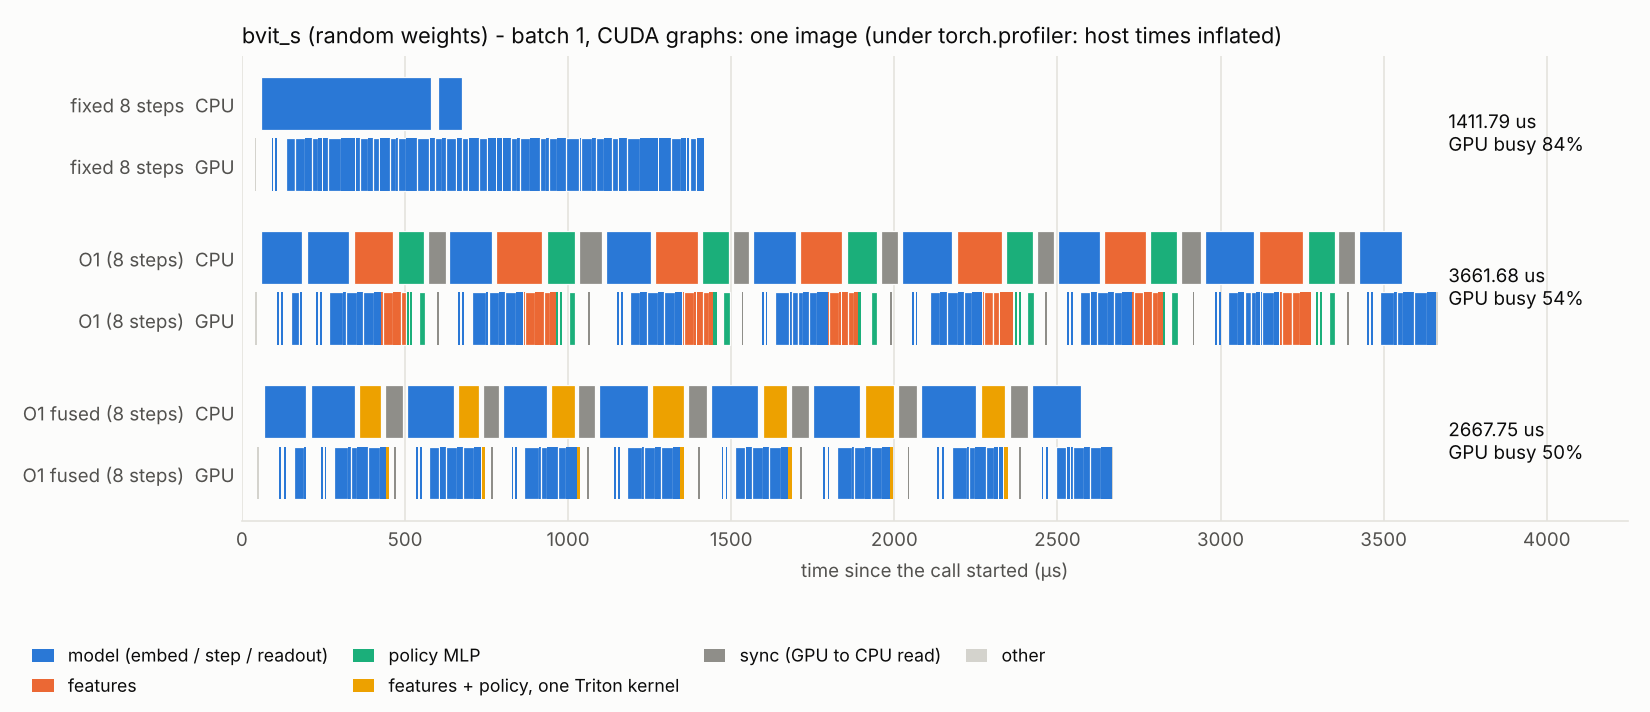 bvit_s (random weights) - batch 1, CUDA graphs: one image (under torch.profiler: host times inflated)
fixed 8 steps CPU
fixed 8 steps GPU
1411.79 us
GPU busy 84%
O1 (8 steps) CPU
O1 (8 steps) GPU
3661.68 us
GPU busy 54%
O1 fused (8 steps) CPU
O1 fused (8 steps) GPU
2667.75 us
GPU busy 50%
0 500 1000 1500 2000 2500 3000 3500 4000
time since the call started (µs)
model (embed / step / readout) policy MLP sync (GPU to CPU read) other
features features + policy, one Triton kernel